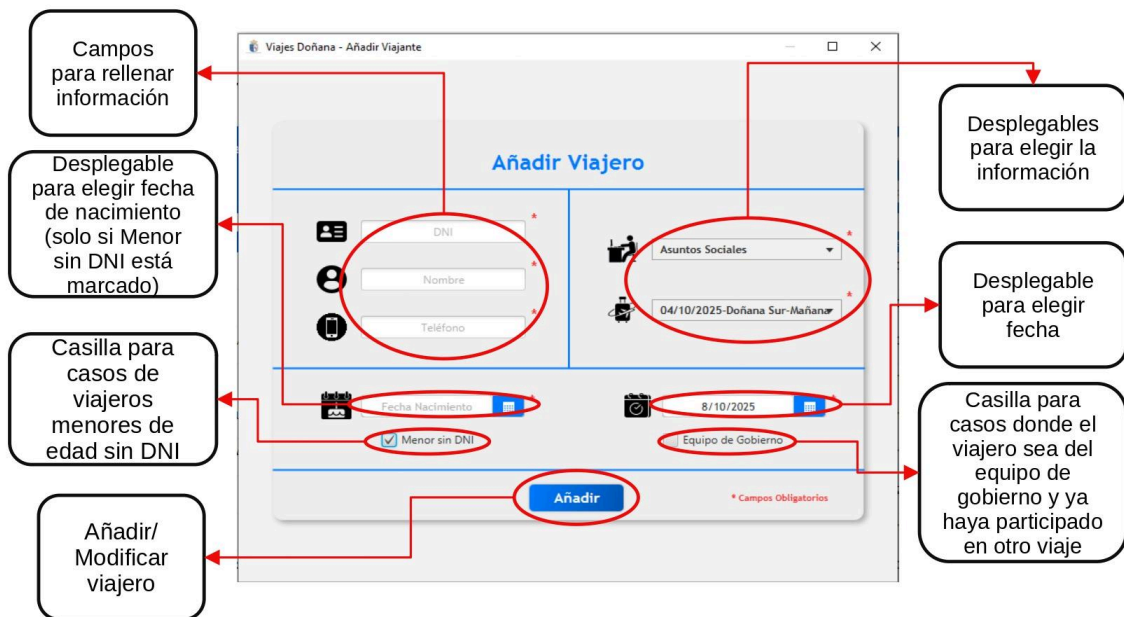 Campos
para rellenar
información
Desplegable
para elegir fecha
de nacimiento
(solo si Menor
sin DNI está
marcado)
Casilla para
casos de
viajeros
menores de
edad sin DNI
Añadir/
Modificar
viajero
Viajes Doñana - Añadir Viajante
Añadir Viajero
DNI
*
Nombre
*
Teléfono
*
Asuntos Sociales
*
04/10/2025-Doñana Sur-Mañana
*
Fecha Nacimiento
*
Menor sin DNI
8/10/2025
*
Equipo de Gobierno
Añadir
* Campos Obligatorios
Desplegables
para elegir la
información
Desplegable
para elegir
fecha
Casilla para
casos donde el
viajero sea del
equipo de
gobierno y ya
haya participado
en otro viaje